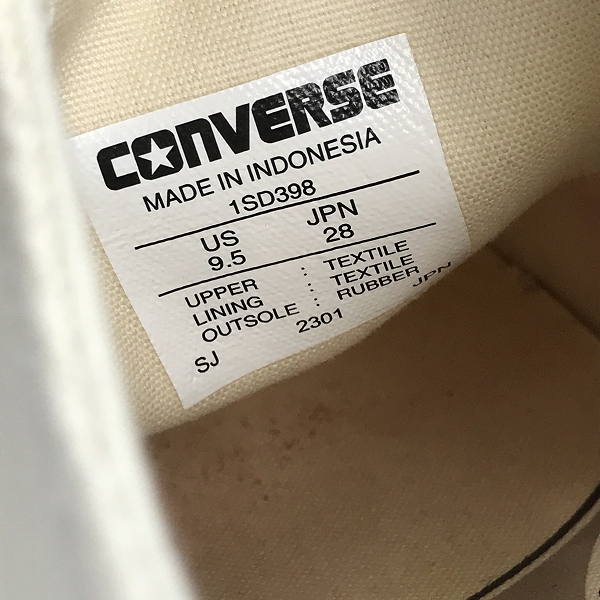 CONVERSE
MADE IN INDONESIA
1SD398
US JPN
9.5 28
UPPER : TEXTILE
LINING : TEXTILE
OUTSOLE : RUBBER
SJ 2301 JPN